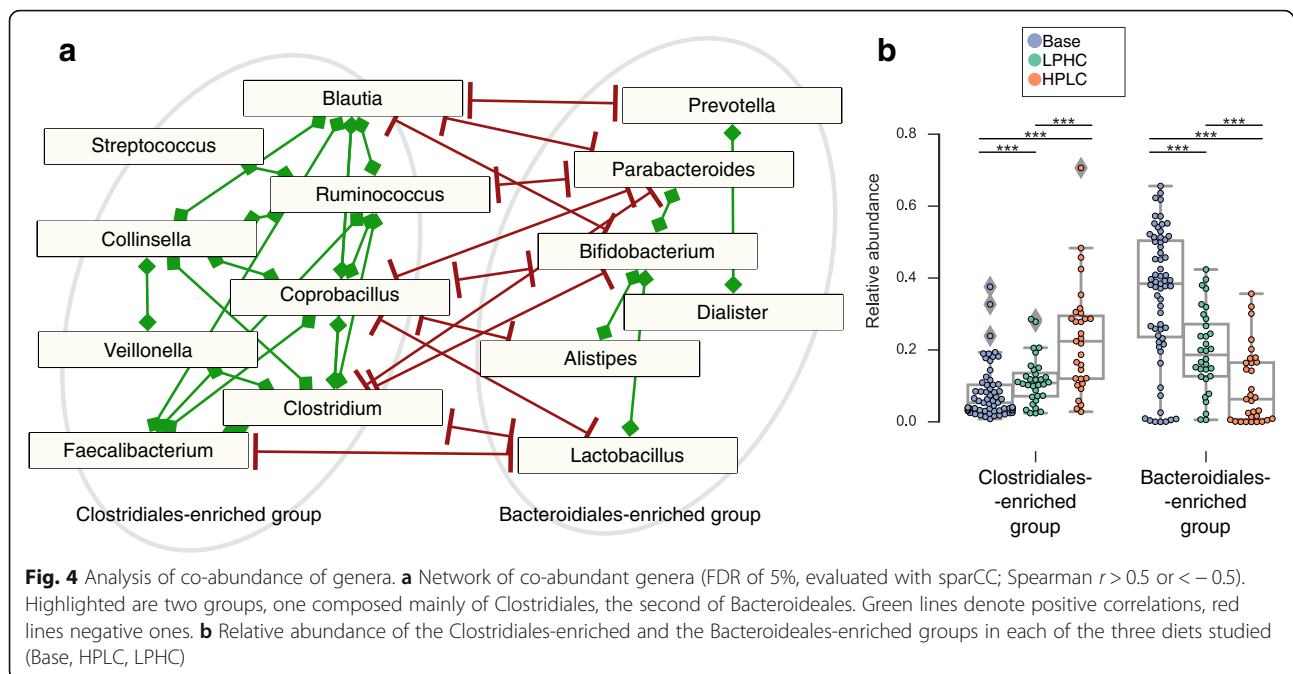 a
Blautia
Prevotella
Streptococcus
Parabacteroides
Ruminococcus
Collinsella
Bifidobacterium
Coprobacillus
Dialister
Veillonella
Alistipes
Clostridium
Faecalibacterium
Lactobacillus
Clostridiales-enriched group
Bacteroidiales-enriched group
b
Base
LPHC
HPLC
Relative abundance
0.8
0.6
0.4
0.2
0.0
***
***
***
***
***
***
Clostridiales-
-enriched
group
Bacteroidiales-
-enriched
group
Fig. 4 Analysis of co-abundance of genera. a Network of co-abundant genera (FDR of 5%, evaluated with sparCC; Spearman r > 0.5 or < − 0.5).
Highlighted are two groups, one composed mainly of Clostridiales, the second of Bacteroideales. Green lines denote positive correlations, red
lines negative ones. b Relative abundance of the Clostridiales-enriched and the Bacteroideales-enriched groups in each of the three diets studied
(Base, HPLC, LPHC)